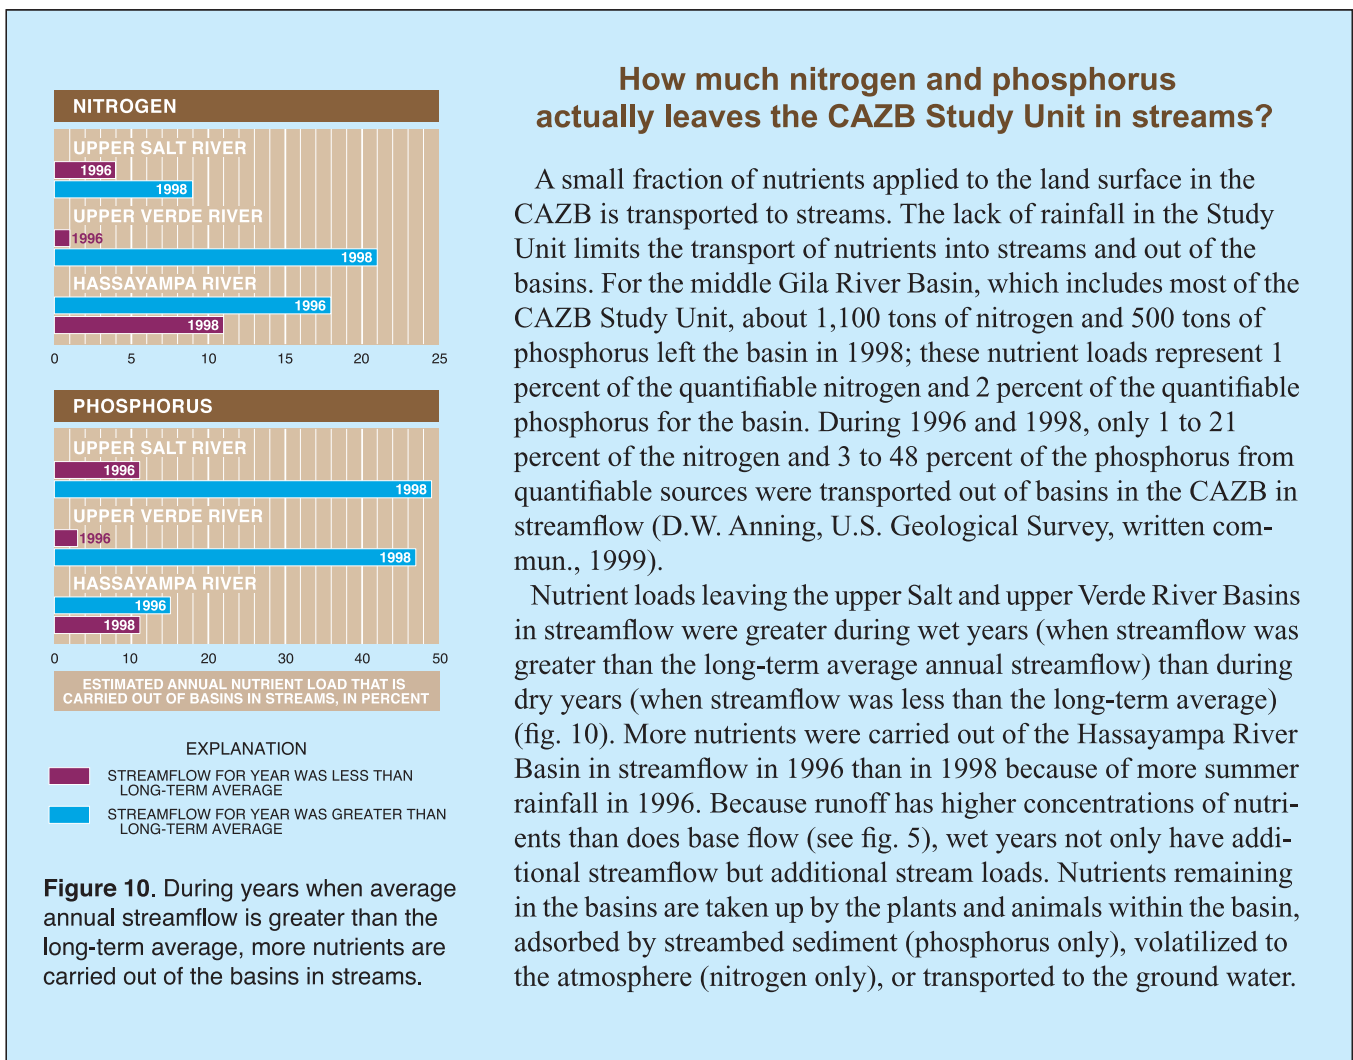 NITROGEN
UPPER SALT RIVER
1996
1998
UPPER VERDE RIVER
1996
1998
HASSAYAMPA RIVER
1996
1998
0 5 10 15 20 25
PHOSPHORUS
UPPER SALT RIVER
1996
1998
UPPER VERDE RIVER
1996
1998
HASSAYAMPA RIVER
1996
1998
0 10 20 30 40 50
ESTIMATED ANNUAL NUTRIENT LOAD THAT IS
CARRIED OUT OF BASINS IN STREAMS, IN PERCENT
EXPLANATION
STREAMFLOW FOR YEAR WAS LESS THAN
LONG-TERM AVERAGE
STREAMFLOW FOR YEAR WAS GREATER THAN
LONG-TERM AVERAGE
Figure 10. During years when average
annual streamflow is greater than the
long-term average, more nutrients are
carried out of the basins in streams.
How much nitrogen and phosphorus
actually leaves the CAZB Study Unit in streams?
A small fraction of nutrients applied to the land surface in the
CAZB is transported to streams. The lack of rainfall in the Study
Unit limits the transport of nutrients into streams and out of the
basins. For the middle Gila River Basin, which includes most of the
CAZB Study Unit, about 1,100 tons of nitrogen and 500 tons of
phosphorus left the basin in 1998; these nutrient loads represent 1
percent of the quantifiable nitrogen and 2 percent of the quantifiable
phosphorus for the basin. During 1996 and 1998, only 1 to 21
percent of the nitrogen and 3 to 48 percent of the phosphorus from
quantifiable sources were transported out of basins in the CAZB in
streamflow (D.W. Anning, U.S. Geological Survey, written com-
mun., 1999).
Nutrient loads leaving the upper Salt and upper Verde River Basins
in streamflow were greater during wet years (when streamflow was
greater than the long-term average annual streamflow) than during
dry years (when streamflow was less than the long-term average)
(fig. 10). More nutrients were carried out of the Hassayampa River
Basin in streamflow in 1996 than in 1998 because of more summer
rainfall in 1996. Because runoff has higher concentrations of nutri-
ents than does base flow (see fig. 5), wet years not only have addi-
tional streamflow but additional stream loads. Nutrients remaining
in the basins are taken up by the plants and animals within the basin,
adsorbed by streambed sediment (phosphorus only), volatilized to
the atmosphere (nitrogen only), or transported to the ground water.